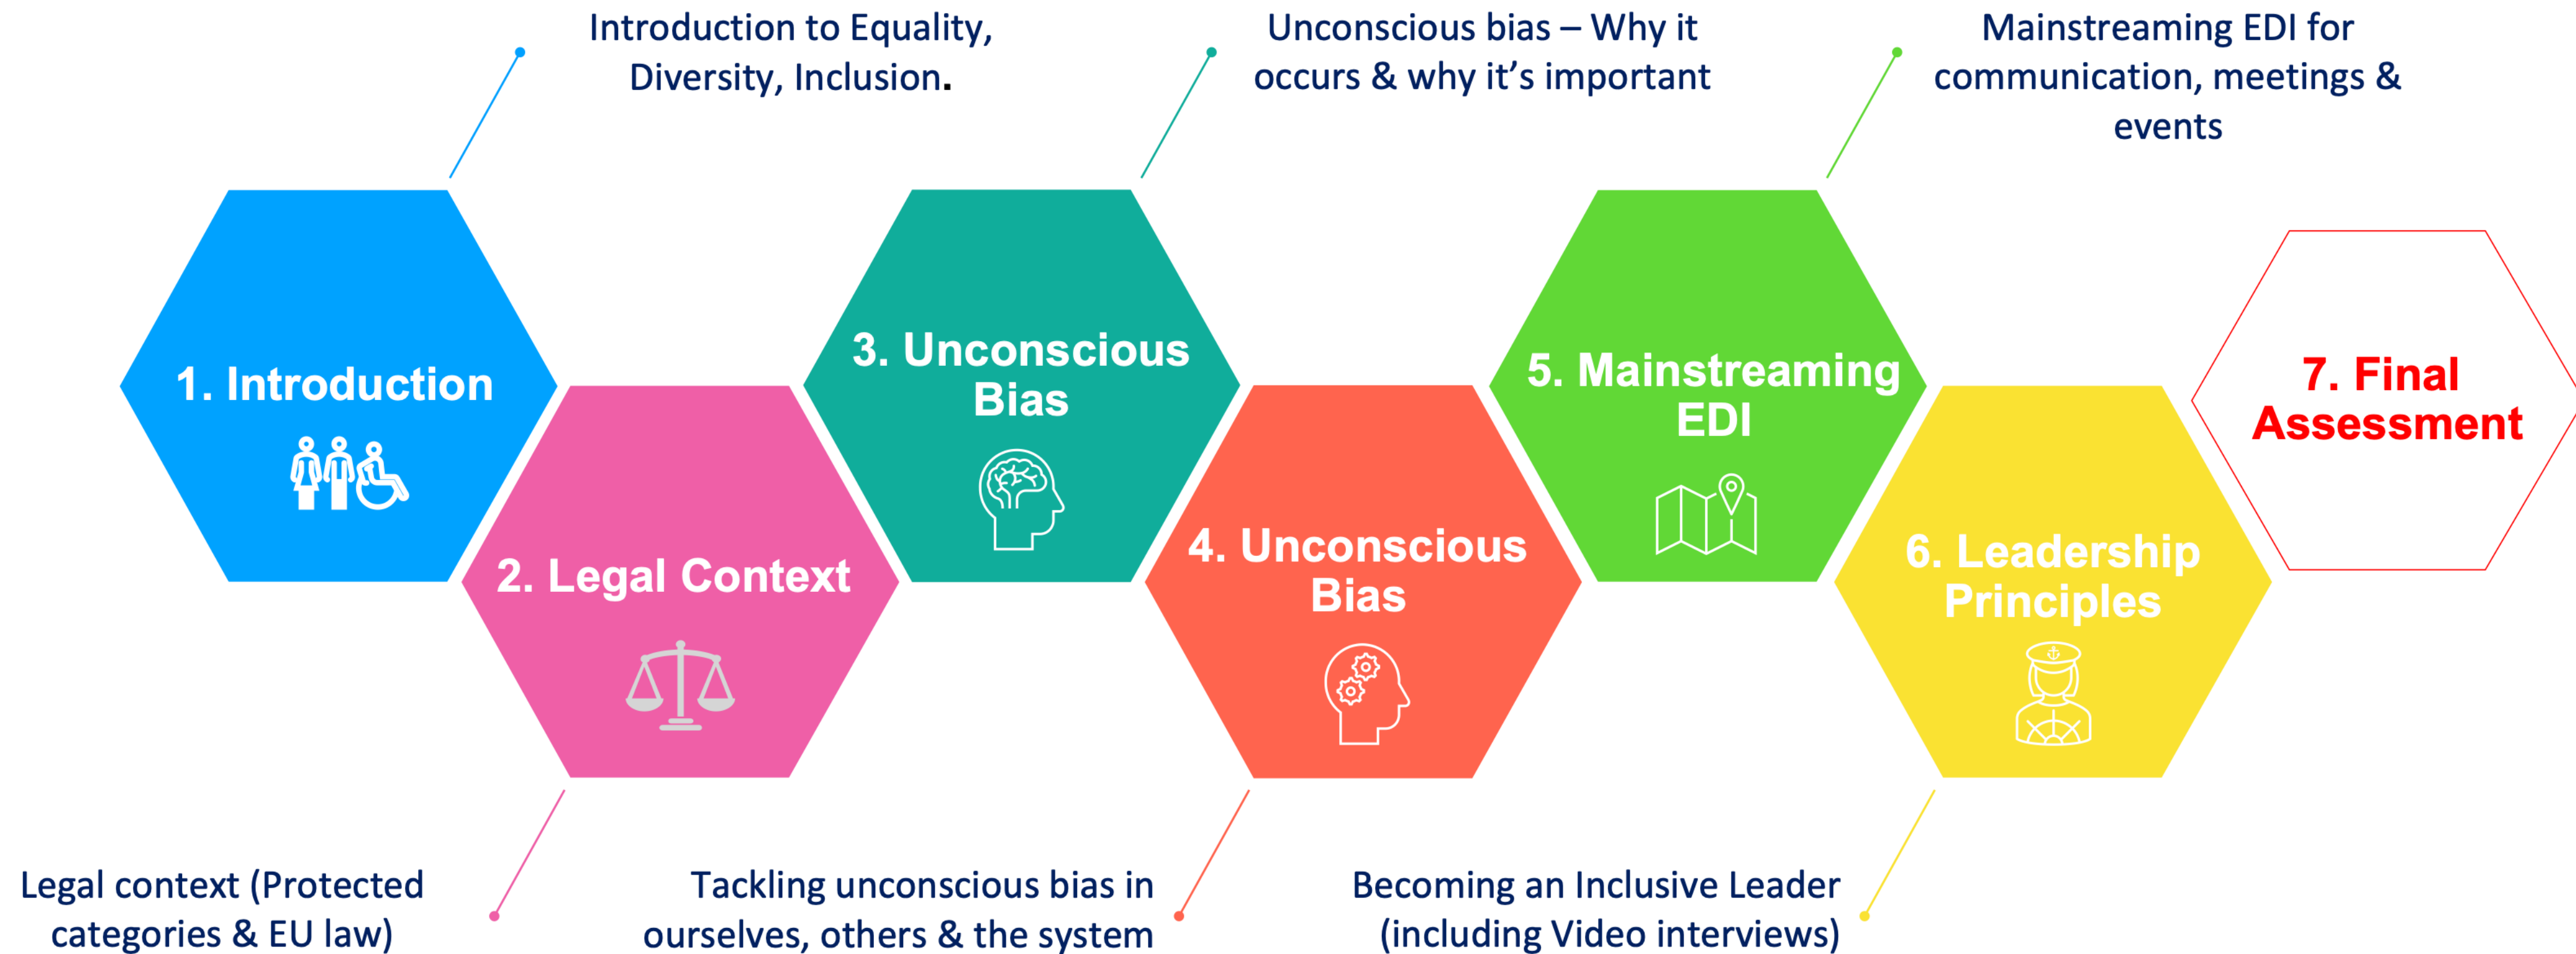 Introduction to Equality,
Diversity, Inclusion.
Unconscious bias – Why it
occurs & why it’s important
Mainstreaming EDI for
communication, meetings &
events
1. Introduction
2. Legal Context
3. Unconscious
Bias
4. Unconscious
Bias
5. Mainstreaming
EDI
6. Leadership
Principles
7. Final
Assessment
Legal context (Protected
categories & EU law)
Tackling unconscious bias in
ourselves, others & the system
Becoming an Inclusive Leader
(including Video interviews)